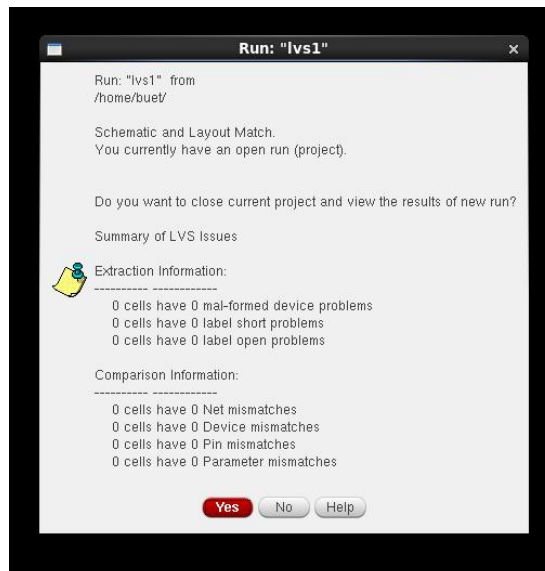 Run: "lvs1"
Run: "lvs1" from
/home/buet/
Schematic and Layout Match.
You currently have an open run (project).
Do you want to close current project and view the results of new run?
Summary of LVS Issues
Extraction Information:
---------- ------------
0 cells have 0 mal-formed device problems
0 cells have 0 label short problems
0 cells have 0 label open problems
Comparison Information:
---------- ------------
0 cells have 0 Net mismatches
0 cells have 0 Device mismatches
0 cells have 0 Pin mismatches
0 cells have 0 Parameter mismatches
Yes No Help